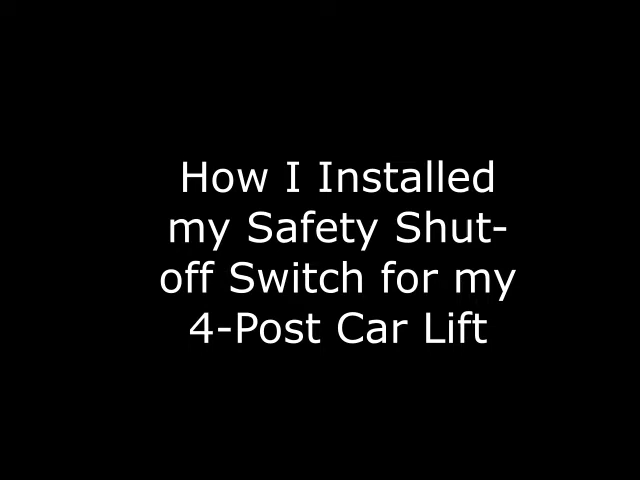 How I Installed
my Safety Shut-
off Switch for my
4-Post Car Lift